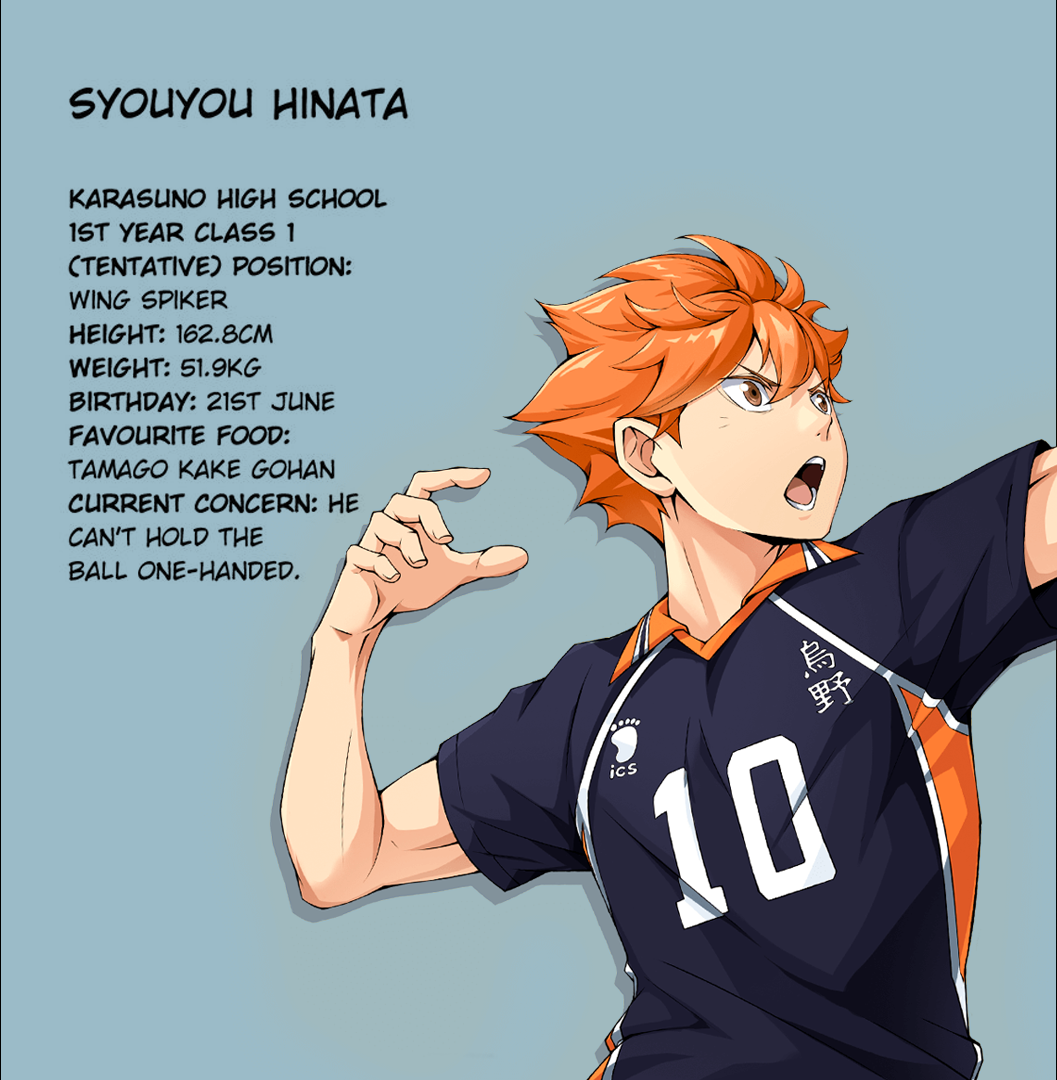 SYOUYOU HINATA
KARASUNO HIGH SCHOOL
1ST YEAR CLASS 1
(TENTATIVE) POSITION:
WING SPIKER
HEIGHT: 162.8CM
WEIGHT: 51.9KG
BIRTHDAY: 21ST JUNE
FAVOURITE FOOD:
TAMAGO KAKE GOHAN
CURRENT CONCERN: HE
CAN'T HOLD THE
BALL ONE-HANDED.
烏
野
ics
10